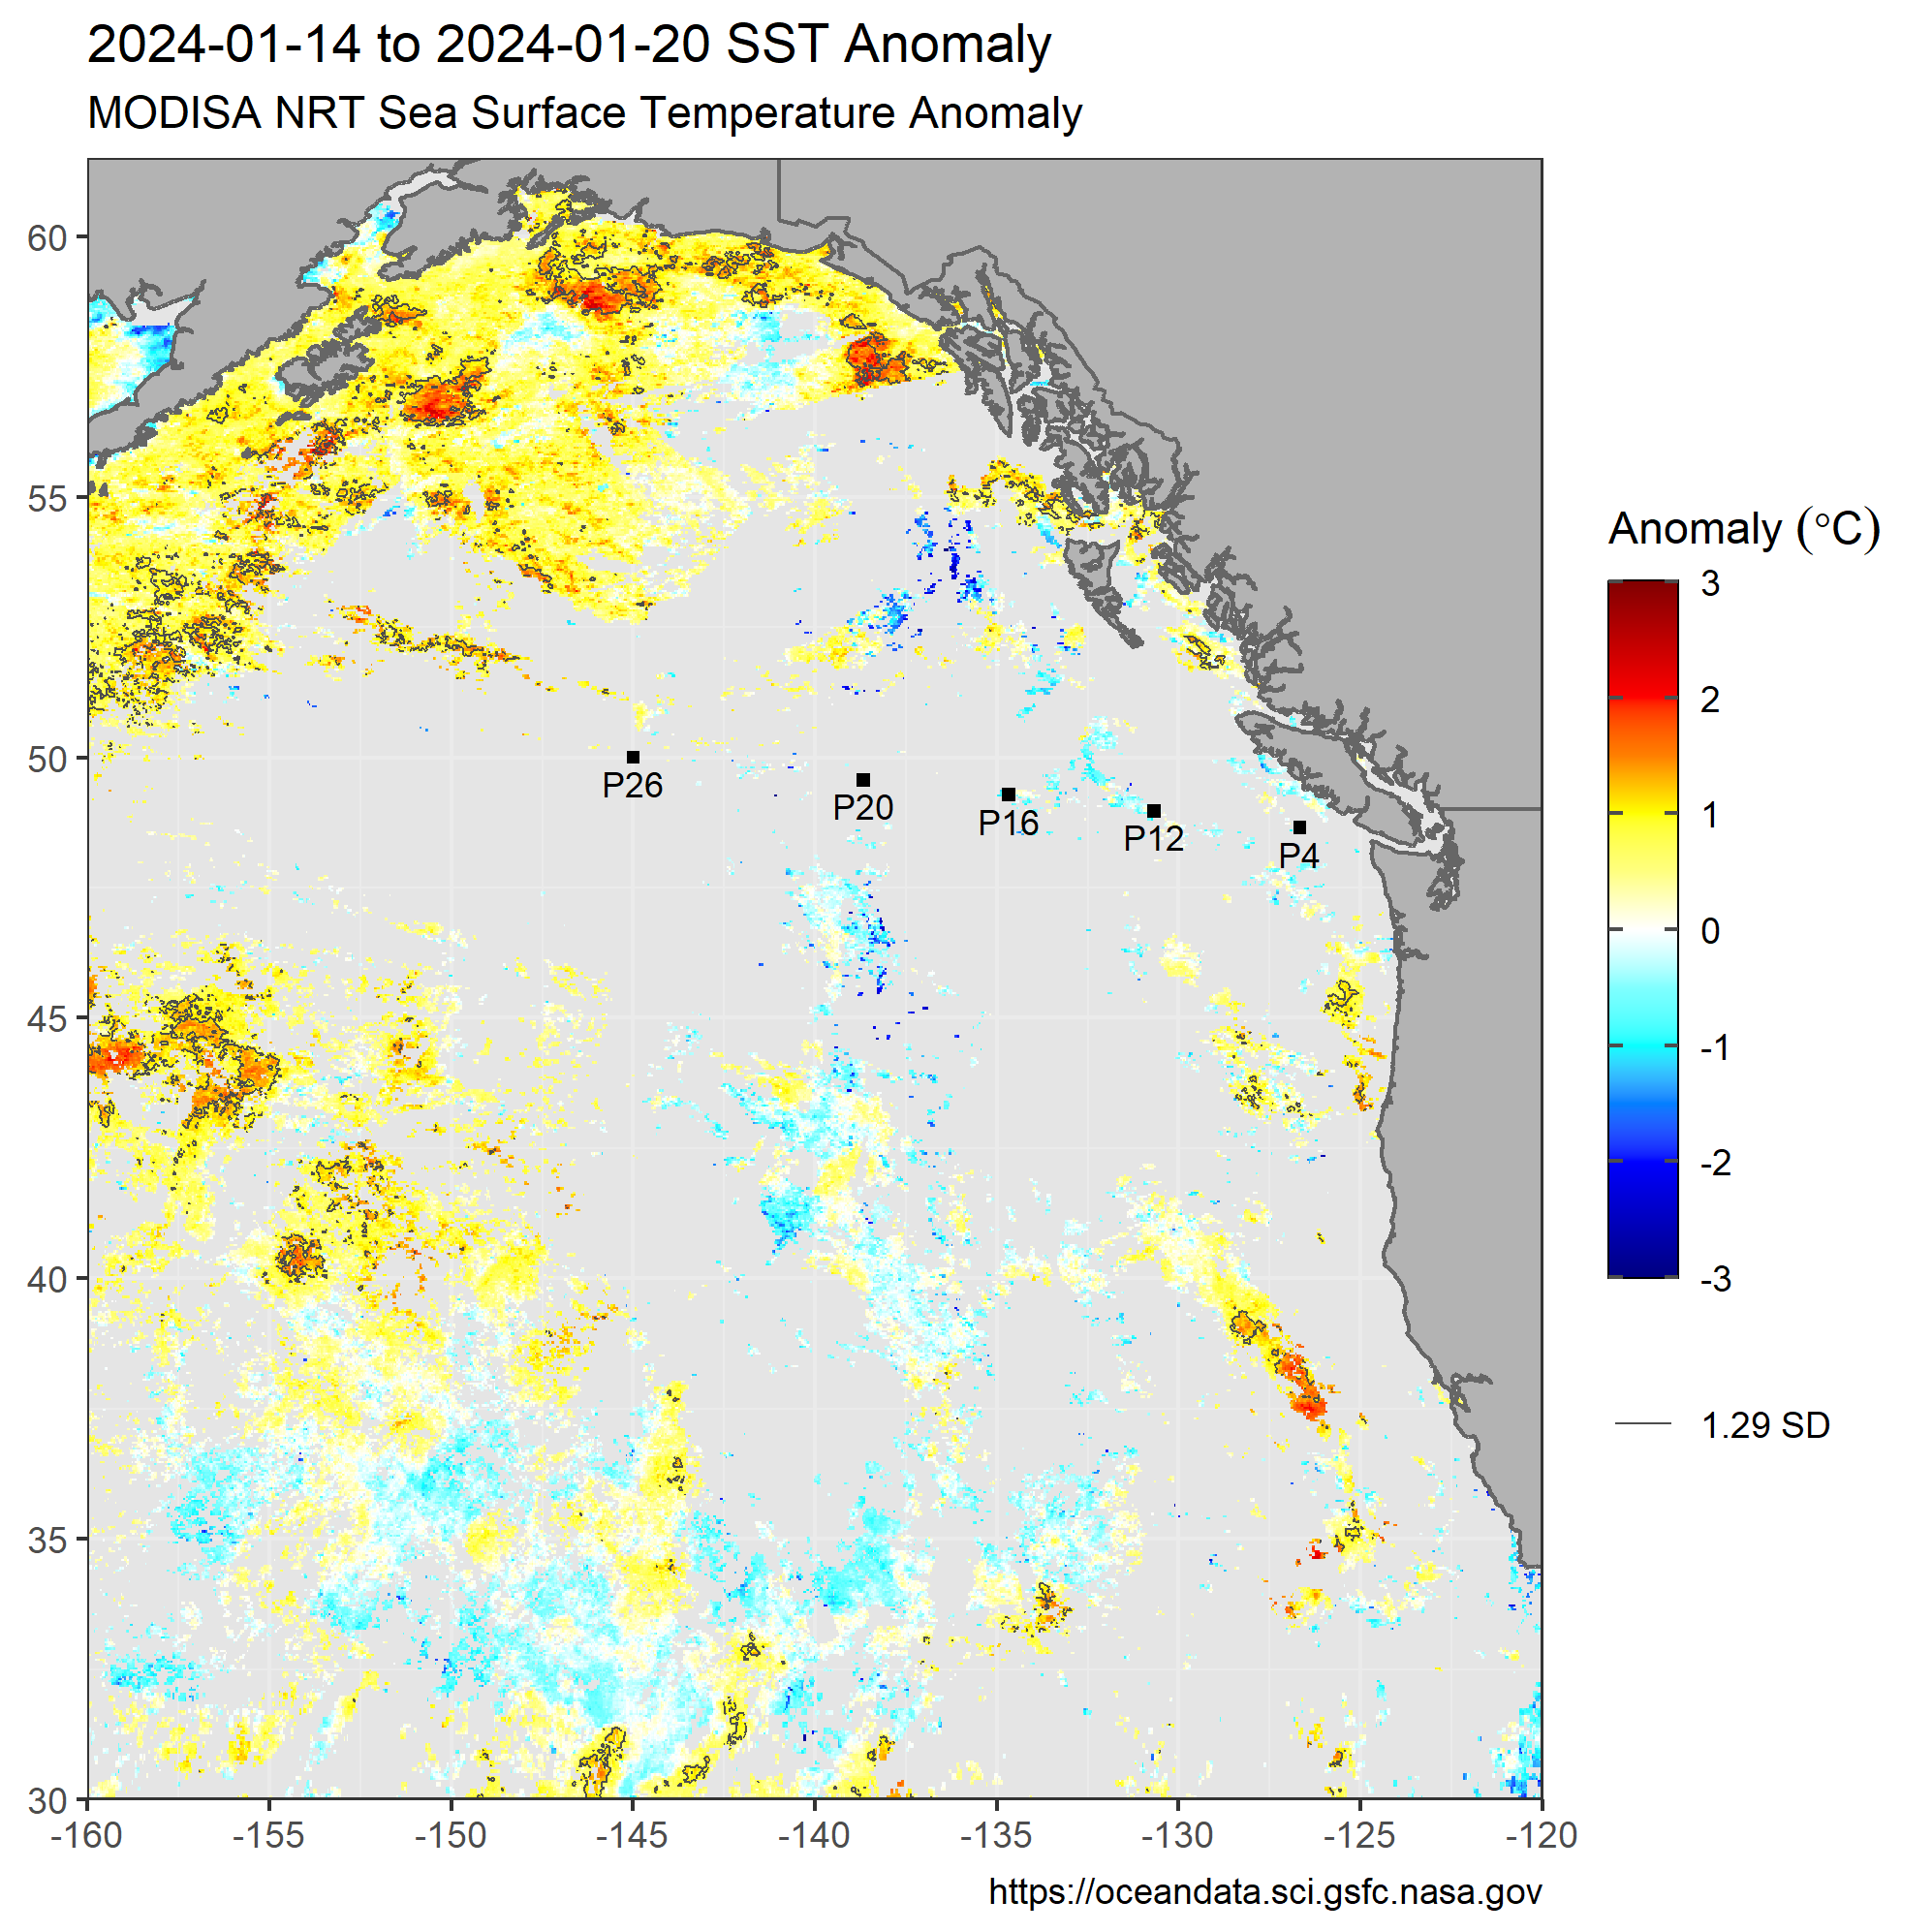 2024-01-14 to 2024-01-20 SST Anomaly
MODISA NRT Sea Surface Temperature Anomaly
60
55
50
45
40
35
30
-160
-155
-150
-145
-140
-135
-130
-125
-120
P26
P20
P16
P12
P4
Anomaly (°C)
3
2
1
0
-1
-2
-3
1.29 SD
https://oceandata.sci.gsfc.nasa.gov